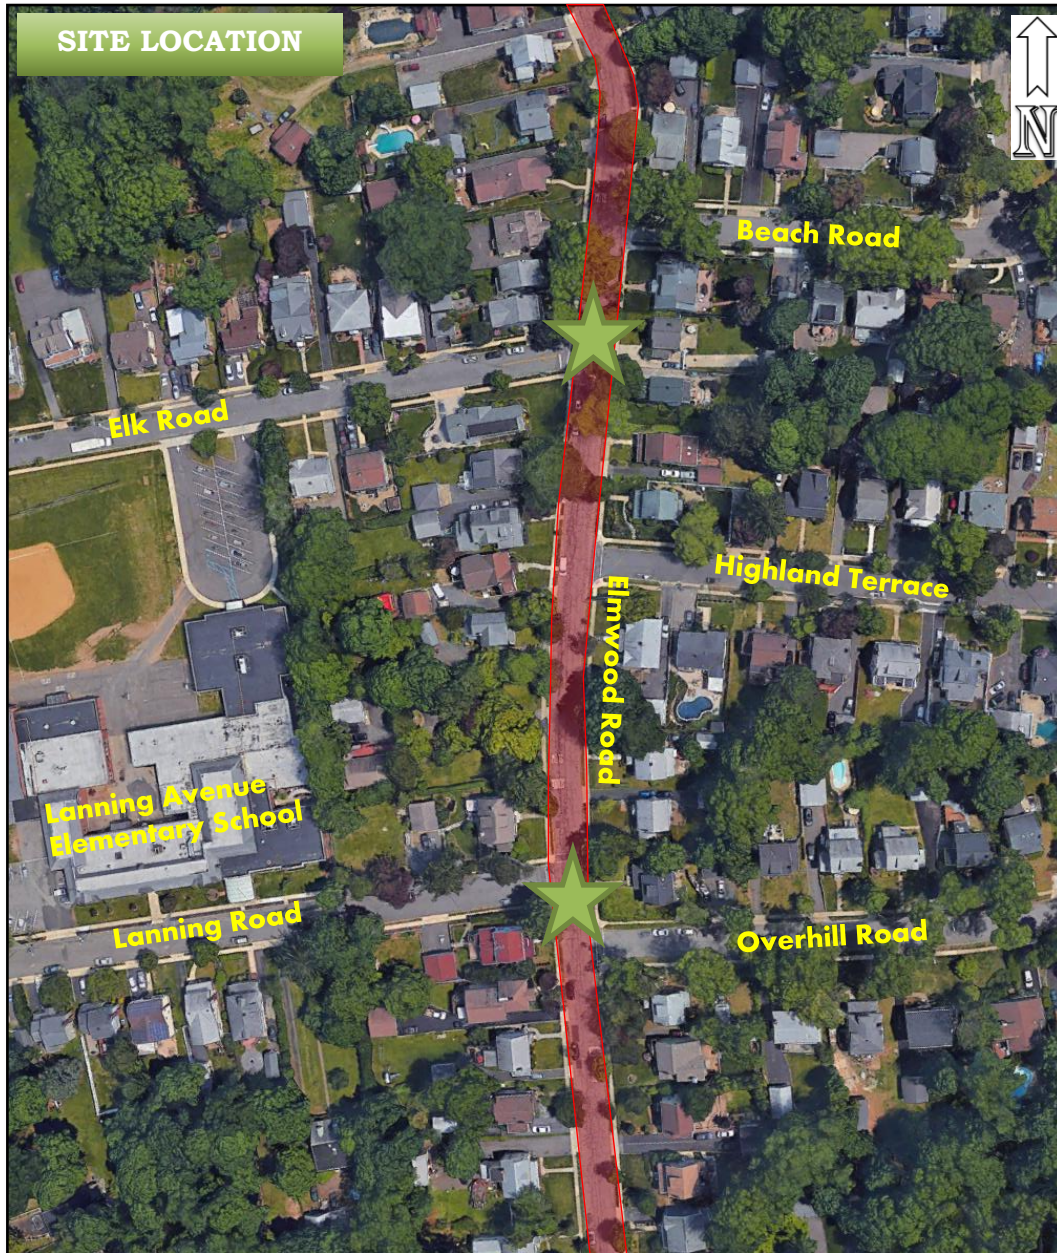 SITE LOCATION
N
Beach Road
Elk Road
Highland Terrace
Elmwood Road
Lanning Avenue
Elementary School
Lanning Road
Overhill Road